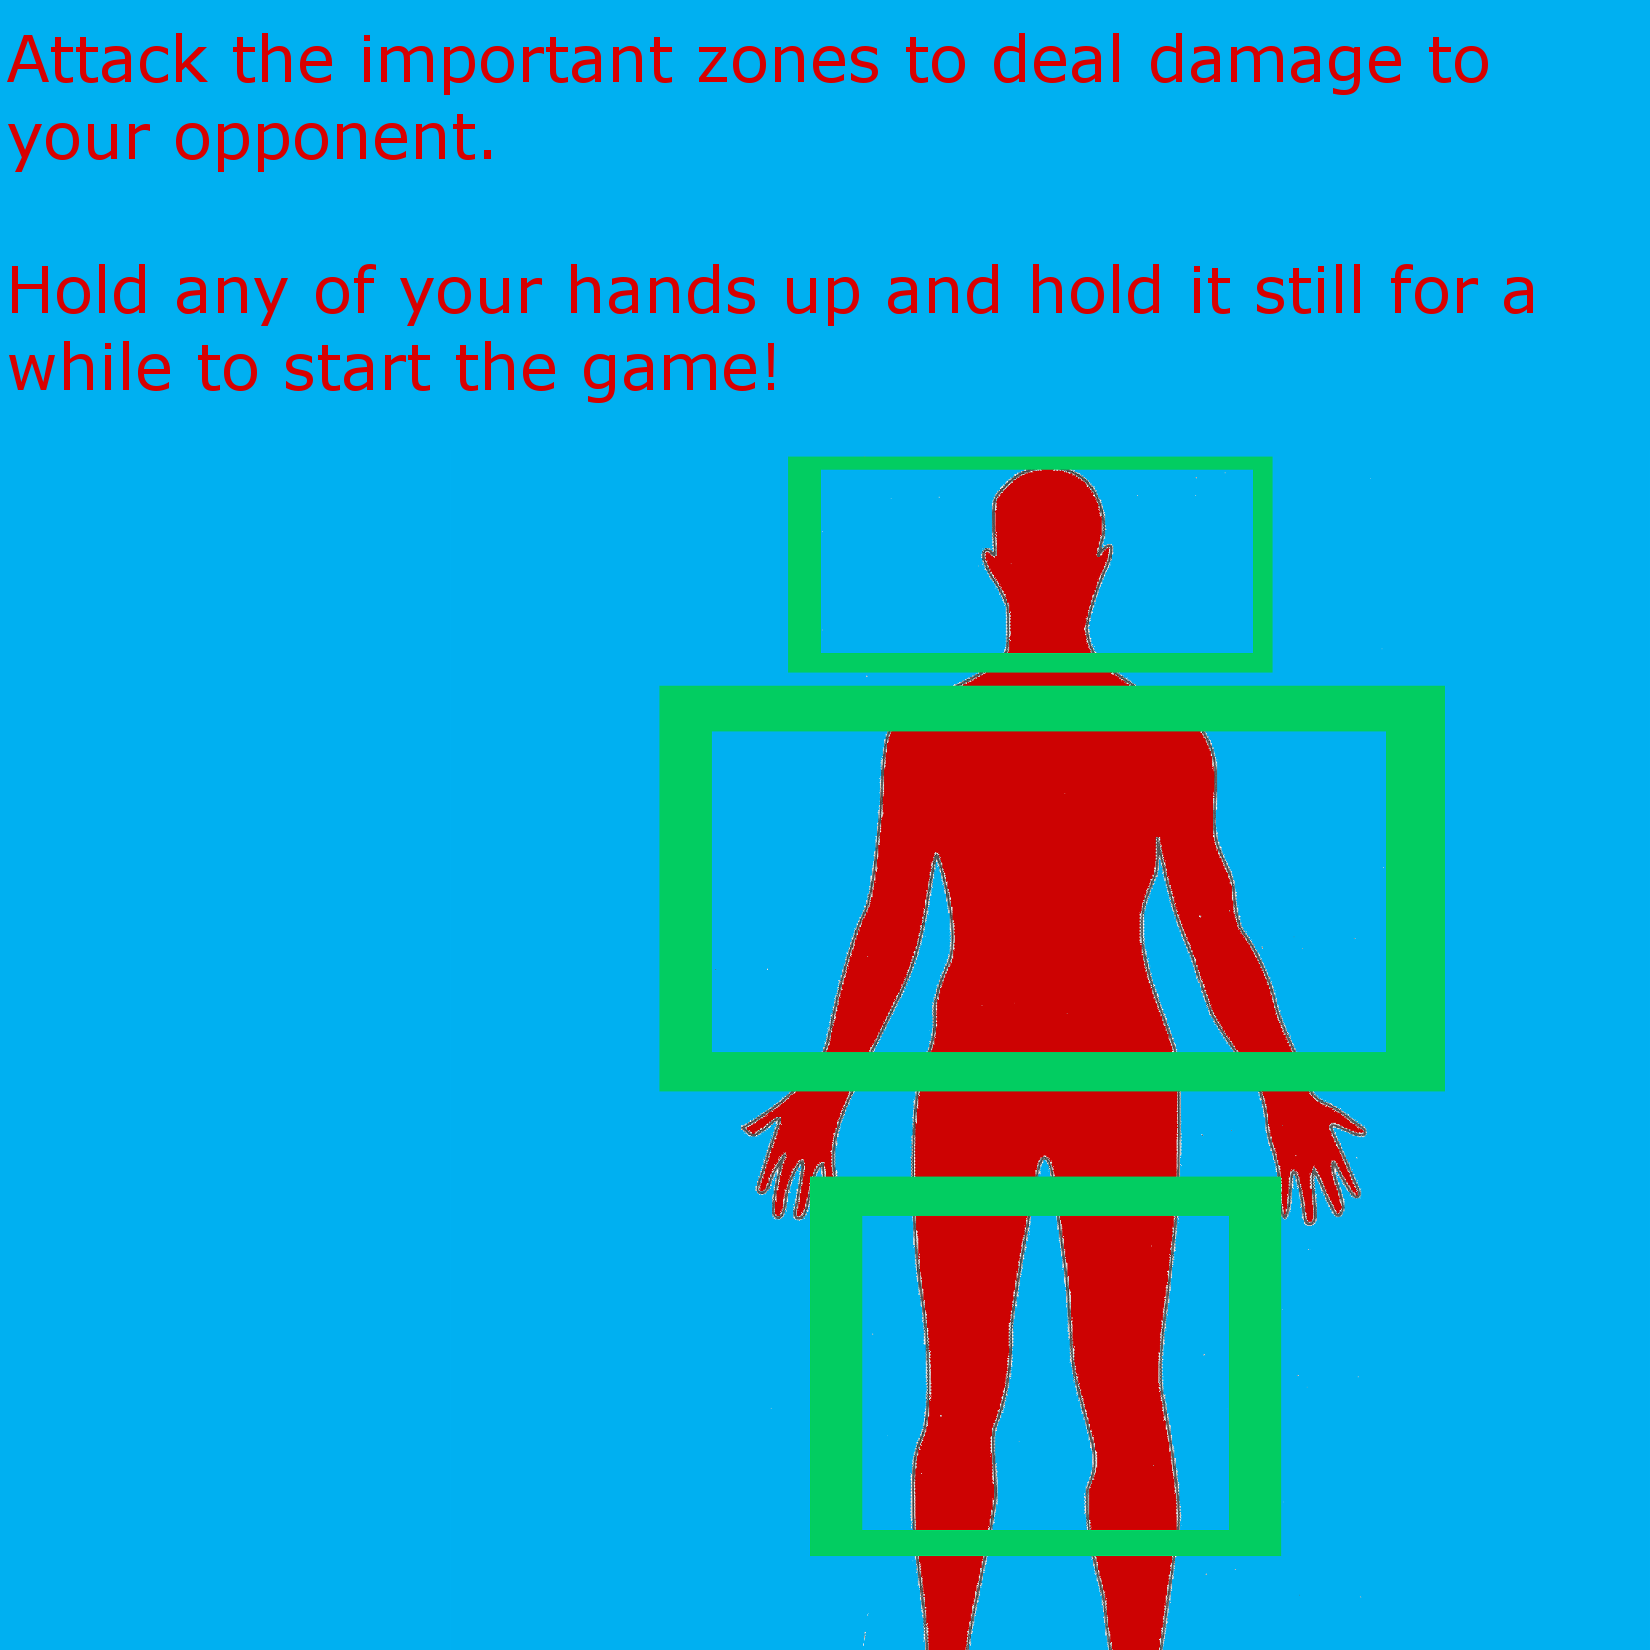 Attack the important zones to deal damage to
your opponent.
Hold any of your hands up and hold it still for a
while to start the game!